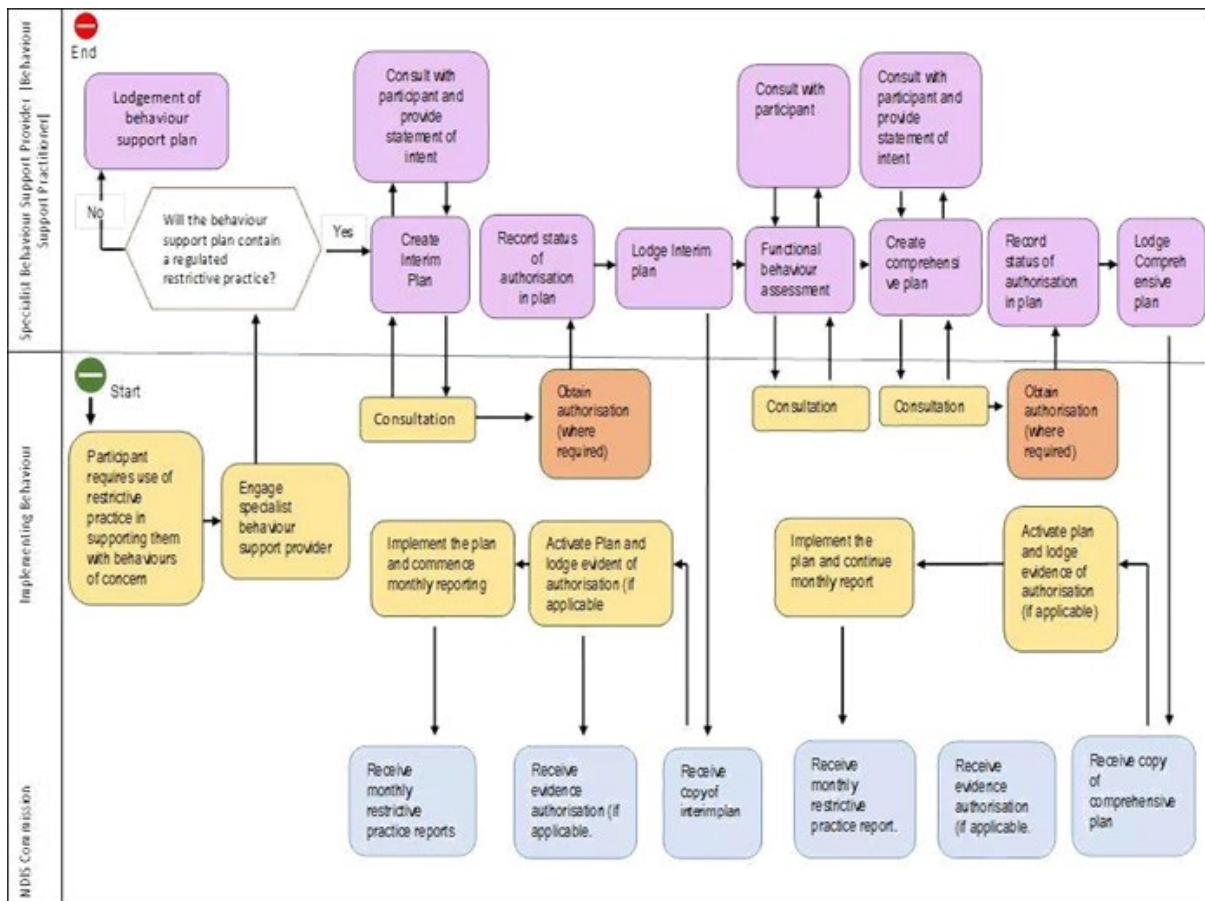 Specialist Behaviour Support Provider [Behaviour
Support Practitioner]
End
Lodgement of
behaviour
support plan
No
Will the behaviour
support plan contain
a regulated
restrictive practice?
Yes
Consult with
participant and
provide
statement of
intent
Create
Interim
Plan
Record status
of
authorisation
in plan
Lodge Interim
plan
Consult with
participant
Functional
behaviour
assessment
Consult with
participant and
provide
statement of
intent
Create
comprehensi
ve plan
Record
status of
authorisation
in plan
Lodge
Compreh
ensive
plan
Implementing Behaviour
Start
Participant
requires use of
restrictive
practice in
supporting them
with behaviours
of concern
Engage
specialist
behaviour
support provider
Consultation
Obtain
authorisation
(where
required)
Consultation
Consultation
Obtain
authorisation
(where
required)
Implement the plan
and commence
monthly reporting
Activate Plan and
lodge evident of
authorisation (if
applicable
Implement the
plan and continue
monthly report
Activate plan
and lodge
evidence of
authorisation
(if applicable)
NDIS Commission
Receive
monthly
restrictive
practice reports
Receive
evidence
authorisation (if
applicable.
Receive
copy of
interim plan
Receive
monthly
restrictive
practice report.
Receive
evidence
authorisation
(if applicable.
Receive copy
of
comprehensive
plan